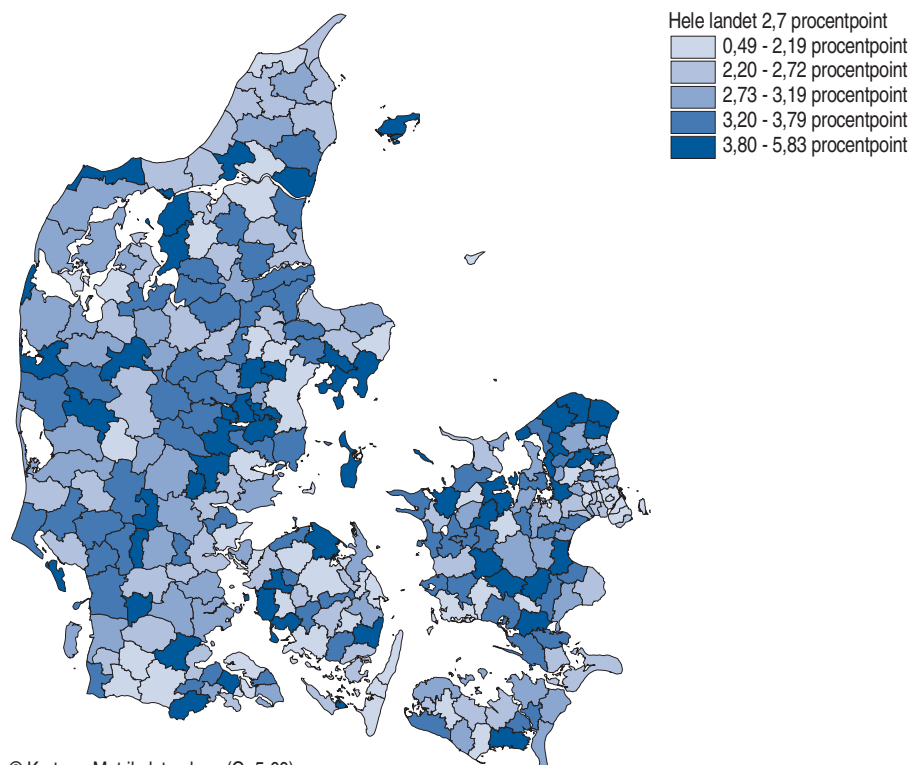 Hele landet 2,7 procentpoint
0,49 - 2,19 procentpoint
2,20 - 2,72 procentpoint
2,73 - 3,19 procentpoint
3,20 - 3,79 procentpoint
3,80 - 5,83 procentpoint